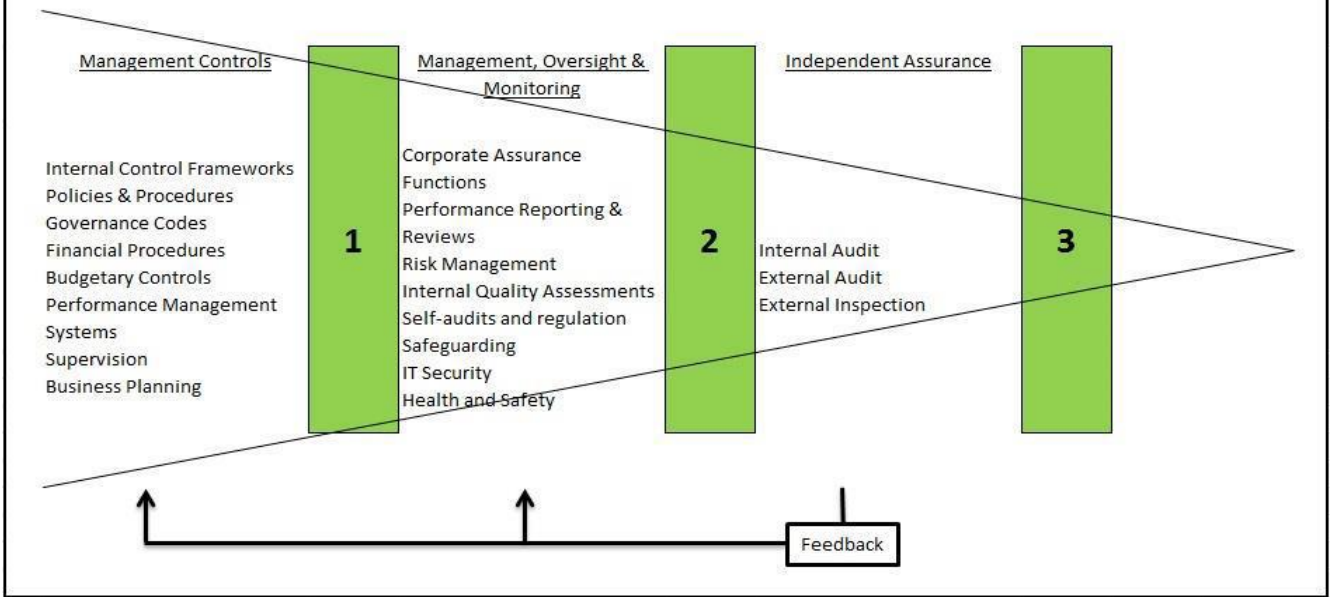 Management Controls
Internal Control Frameworks
Policies & Procedures
Governance Codes
Financial Procedures
Budgetary Controls
Performance Management
Systems
Supervision
Business Planning
1
Management, Oversight &
Monitoring
Corporate Assurance
Functions
Performance Reporting &
Reviews
Risk Management
Internal Quality Assessments
Self-audits and regulation
Safeguarding
IT Security
Health and Safety
2
Independent Assurance
Internal Audit
External Audit
External Inspection
3
Feedback